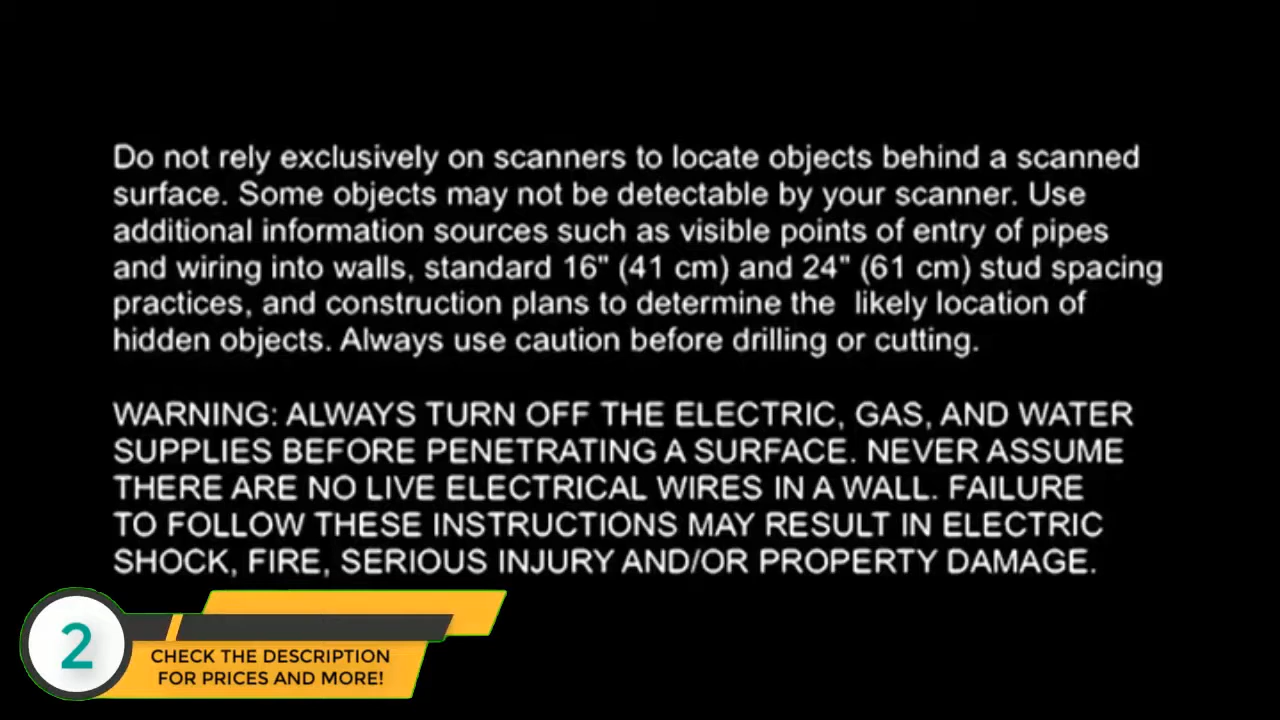 Do not rely exclusively on scanners to locate objects behind a scanned
surface. Some objects may not be detectable by your scanner. Use
additional information sources such as visible points of entry of pipes
and wiring into walls, standard 16" (41 cm) and 24" (61 cm) stud spacing
practices, and construction plans to determine the  likely location of
hidden objects. Always use caution before drilling or cutting.
WARNING: ALWAYS TURN OFF THE ELECTRIC, GAS, AND WATER
SUPPLIES BEFORE PENETRATING A SURFACE. NEVER ASSUME
THERE ARE NO LIVE ELECTRICAL WIRES IN A WALL. FAILURE
TO FOLLOW THESE INSTRUCTIONS MAY RESULT IN ELECTRIC
SHOCK, FIRE, SERIOUS INJURY AND/OR PROPERTY DAMAGE.
2
CHECK THE DESCRIPTION
FOR PRICES AND MORE!